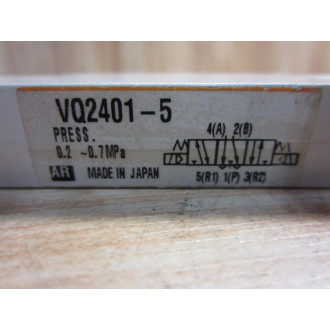 VQ2401-5
PRESS.
0.2 ~0.7MPa
AR MADE IN JAPAN
4(A) 2(B)
5(R1) 1(P) 3(R2)